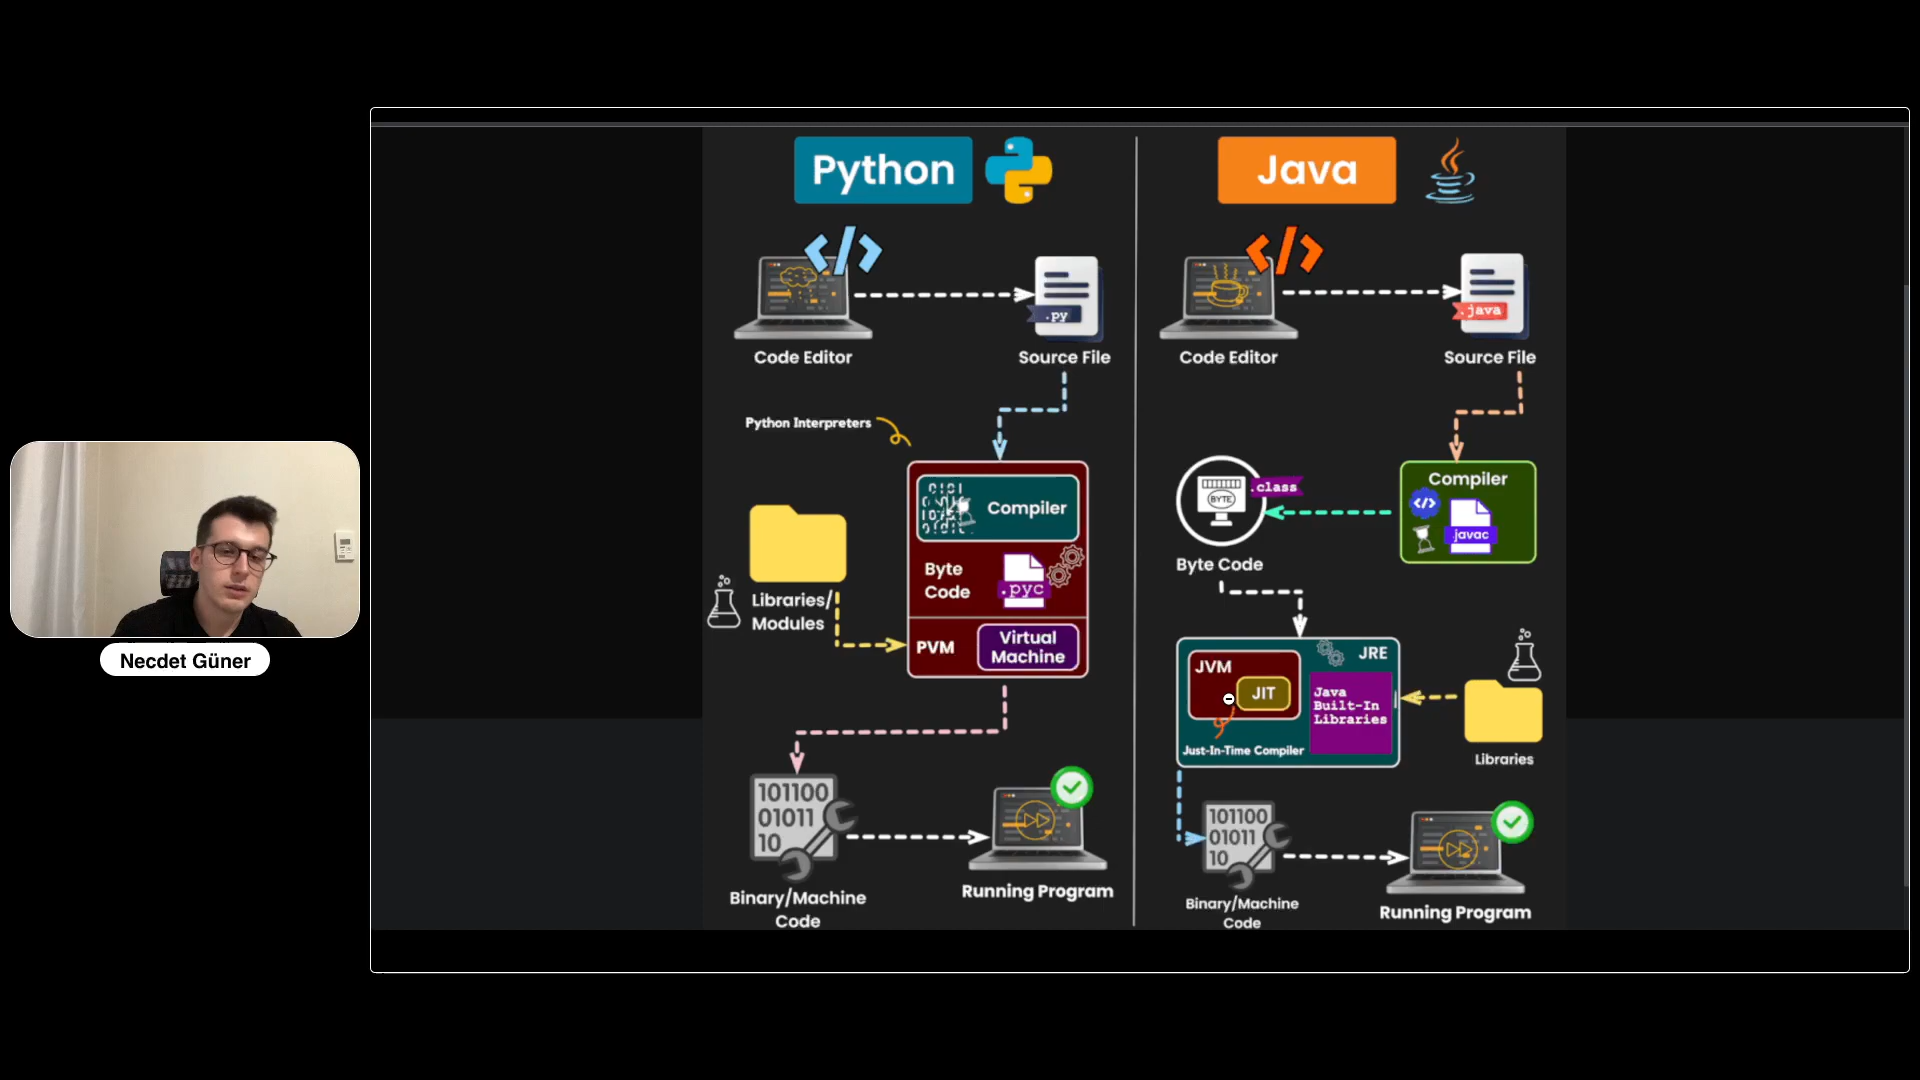 Python
Java
</>
</>
.py
.java
Code Editor
Source File
Code Editor
Source File
Python Interpreters
Compiler
Byte
Code
.pyc
PVM
Virtual
Machine
Libraries/
Modules
Compiler
</>
.javac
BYTE
.class
Byte Code
JVM
JIT
JRE
Java
Built-In
Libraries
Just-In-Time Compiler
Libraries
101100
01011
10
Binary/Machine
Code
Running Program
101100
01011
10
Binary/Machine
Code
Running Program
Necdet Güner